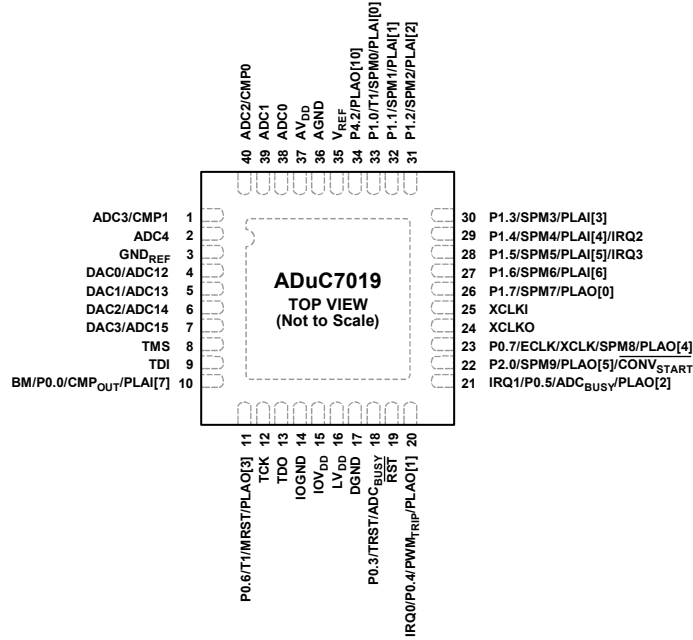 40 ADC2/CMP0
39 ADC1
38 ADC0
37 AVDD
36 AGND
35 VREF
34 P4.2/PLAO[10]
33 P1.0/T1/SPM0/PLAI[0]
32 P1.1/SPM1/PLAI[1]
31 P1.2/SPM2/PLAI[2]
ADC3/CMP1 1
ADC4 2
GNDREF 3
DAC0/ADC12 4
DAC1/ADC13 5
DAC2/ADC14 6
DAC3/ADC15 7
TMS 8
TDI 9
BM/P0.0/CMPOUT/PLAI[7] 10
ADuC7019
TOP VIEW
(Not to Scale)
30 P1.3/SPM3/PLAI[3]
29 P1.4/SPM4/PLAI[4]/IRQ2
28 P1.5/SPM5/PLAI[5]/IRQ3
27 P1.6/SPM6/PLAI[6]
26 P1.7/SPM7/PLAO[0]
25 XCLKI
24 XCLKO
23 P0.7/ECLK/XCLK/SPM8/PLAO[4]
22 P2.0/SPM9/PLAO[5]/CONVSTART
21 IRQ1/P0.5/ADCBUSY/PLAO[2]
P0.6/T1/MRST/PLAO[3] 11
TCK 12
TDO 13
IOGND 14
IOVDD 15
LVDD 16
DGND 17
P0.3/TRST/ADCBUSY 18
RST 19
IRQ0/P0.4/PWMTRIP/PLAO[1] 20